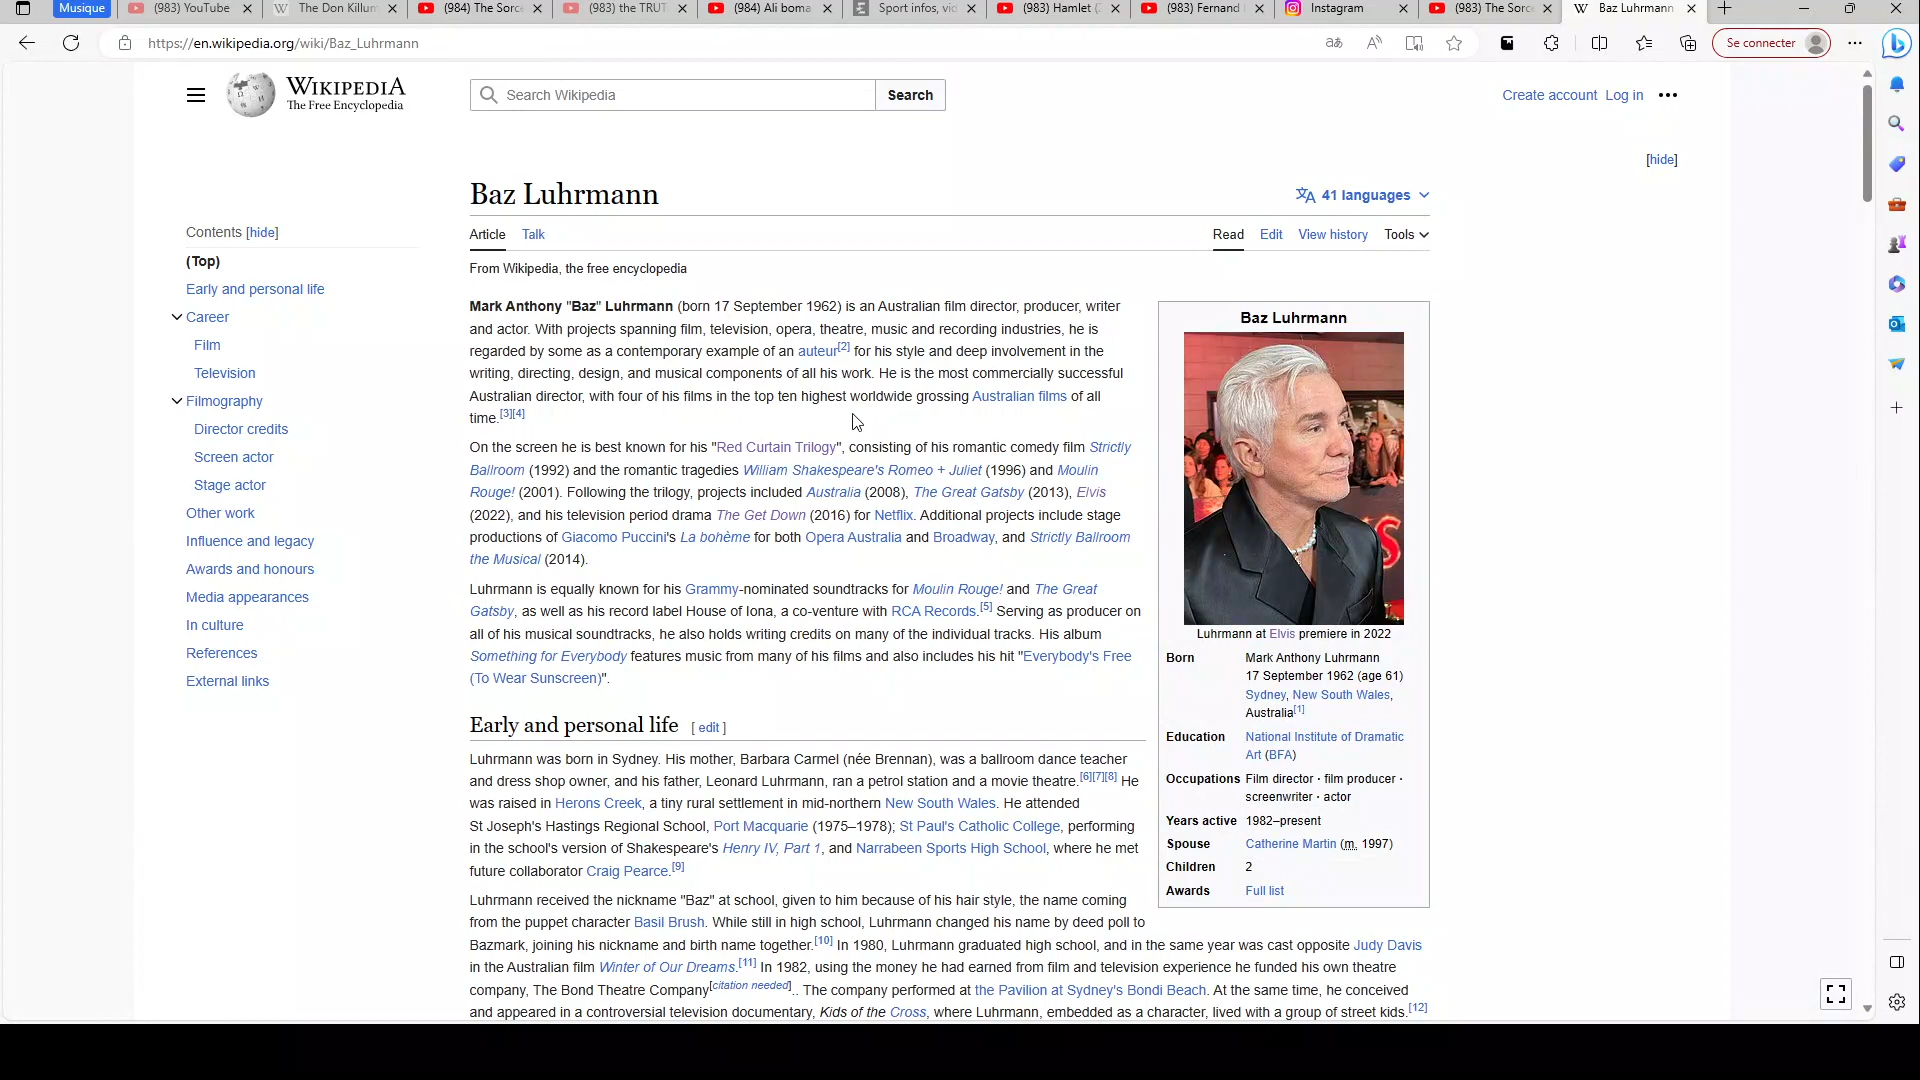 Musique
(983) YouTube
The Don Killum
(984) The Sorce
(983) the TRUT
(984) Ali boma
Sport infos, vid
(983) Hamlet (
(983) Fernand
Instagram
(983) The Sorce
Baz Luhrmann
https://en.wikipedia.org/wiki/Baz_Luhrmann
Se connecter
WIKIPEDIA
The Free Encyclopedia
Search Wikipedia
Search
Create account Log in
[hide]
Baz Luhrmann
41 languages
Article Talk
Read Edit View history Tools
From Wikipedia, the free encyclopedia
Contents [hide]
(Top)
Early and personal life
Career
Film
Television
Filmography
Director credits
Screen actor
Stage actor
Other work
Influence and legacy
Awards and honours
Media appearances
In culture
References
External links
Mark Anthony "Baz" Luhrmann (born 17 September 1962) is an Australian film director, producer, writer
and actor. With projects spanning film, television, opera, theatre, music and recording industries, he is
regarded by some as a contemporary example of an auteur[2] for his style and deep involvement in the
writing, directing, design, and musical components of all his work. He is the most commercially successful
Australian director, with four of his films in the top ten highest worldwide grossing Australian films of all
time.[3][4]
On the screen he is best known for his "Red Curtain Trilogy", consisting of his romantic comedy film Strictly
Ballroom (1992) and the romantic tragedies William Shakespeare's Romeo + Juliet (1996) and Moulin
Rouge! (2001). Following the trilogy, projects included Australia (2008), The Great Gatsby (2013), Elvis
(2022), and his television period drama The Get Down (2016) for Netflix. Additional projects include stage
productions of Giacomo Puccini's La bohème for both Opera Australia and Broadway, and Strictly Ballroom
the Musical (2014).
Luhrmann is equally known for his Grammy-nominated soundtracks for Moulin Rouge! and The Great
Gatsby, as well as his record label House of Iona, a co-venture with RCA Records.[5] Serving as producer on
all of his musical soundtracks, he also holds writing credits on many of the individual tracks. His album
Something for Everybody features music from many of his films and also includes his hit "Everybody's Free
(To Wear Sunscreen)".
Baz Luhrmann
Luhrmann at Elvis premiere in 2022
Born Mark Anthony Luhrmann
17 September 1962 (age 61)
Sydney, New South Wales,
Australia[1]
Education National Institute of Dramatic
Art (BFA)
Occupations Film director · film producer ·
screenwriter · actor
Years active 1982–present
Spouse Catherine Martin (m. 1997)
Children 2
Awards Full list
Early and personal life [ edit ]
Luhrmann was born in Sydney. His mother, Barbara Carmel (née Brennan), was a ballroom dance teacher
and dress shop owner, and his father, Leonard Luhrmann, ran a petrol station and a movie theatre.[6][7][8] He
was raised in Herons Creek, a tiny rural settlement in mid-northern New South Wales. He attended
St Joseph's Hastings Regional School, Port Macquarie (1975–1978); St Paul's Catholic College, performing
in the school's version of Shakespeare's Henry IV, Part 1, and Narrabeen Sports High School, where he met
future collaborator Craig Pearce.[9]
Luhrmann received the nickname "Baz" at school, given to him because of his hair style, the name coming
from the puppet character Basil Brush. While still in high school, Luhrmann changed his name by deed poll to
Bazmark, joining his nickname and birth name together.[10] In 1980, Luhrmann graduated high school, and in the same year was cast opposite Judy Davis
in the Australian film Winter of Our Dreams.[11] In 1982, using the money he had earned from film and television experience he funded his own theatre
company, The Bond Theatre Company[citation needed].. The company performed at the Pavilion at Sydney's Bondi Beach. At the same time, he conceived
and appeared in a controversial television documentary, Kids of the Cross, where Luhrmann, embedded as a character, lived with a group of street kids.[12]